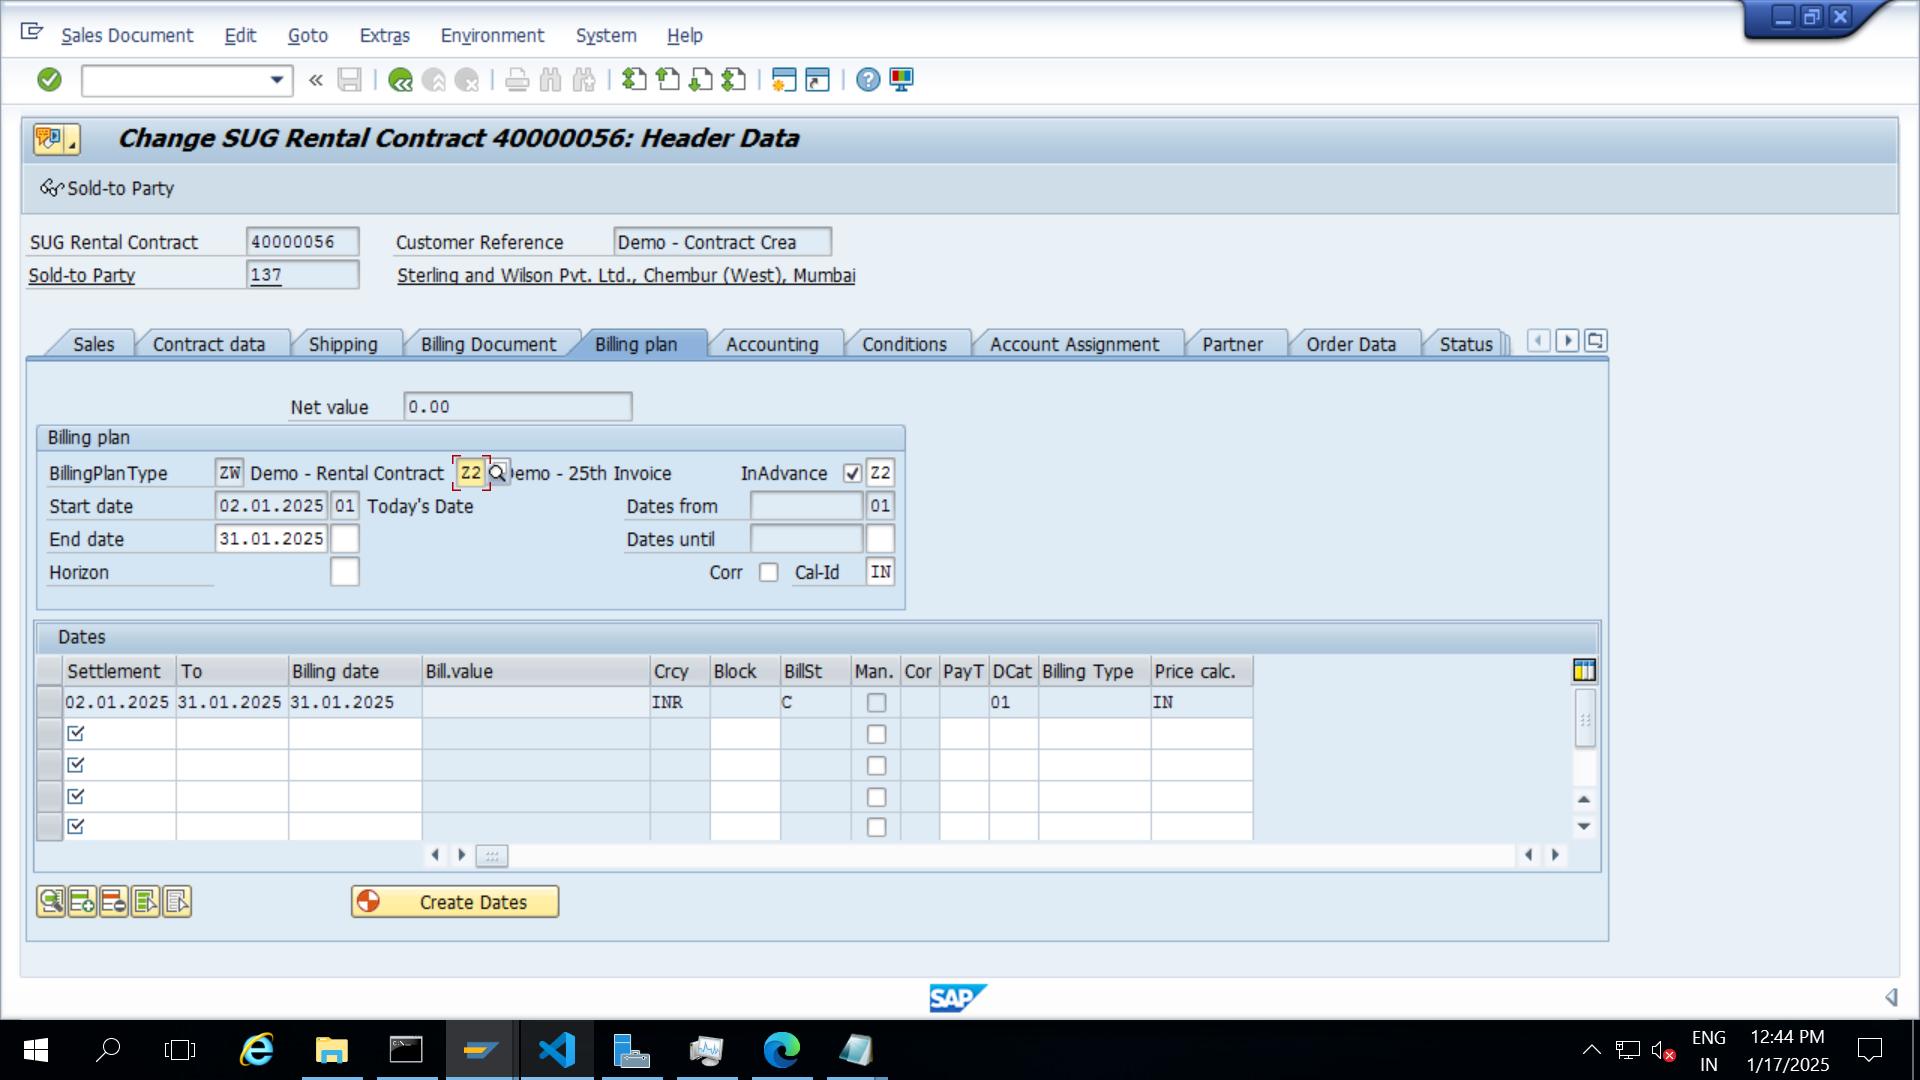 Sales Document Edit Goto Extras Environment System Help
Change SUG Rental Contract 40000056: Header Data
Sold-to Party
SUG Rental Contract 40000056 Customer Reference Demo - Contract Crea
Sold-to Party 137 Sterling and Wilson Pvt. Ltd., Chembur (West), Mumbai
Sales Contract data Shipping Billing Document Billing plan Accounting Conditions Account Assignment Partner Order Data Status
Net value 0.00
Billing plan
BillingPlanType ZW Demo - Rental Contract Z2 emo - 25th Invoice InAdvance Z2
Start date 02.01.2025 01 Today's Date Dates from 01
End date 31.01.2025 Dates until
Horizon Corr Cal-Id IN
Dates
Settlement To Billing date Bill.value Crcy Block BillSt Man. Cor PayT DCat Billing Type Price calc.
02.01.2025 31.01.2025 31.01.2025 INR C 01 IN
Create Dates
SAP
ENG 12:44 PM
IN 1/17/2025